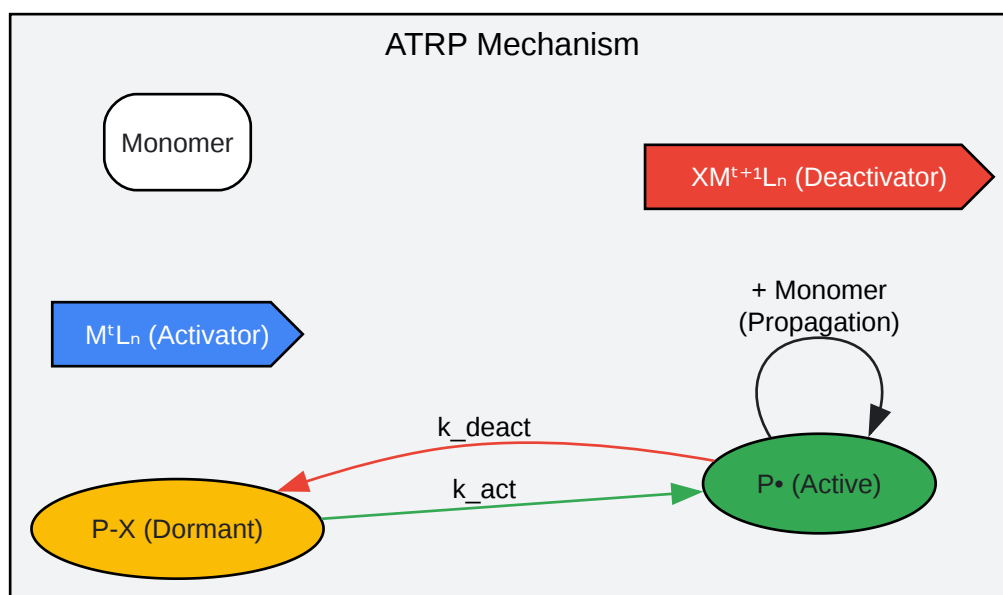 ATRP Mechanism
Monomer
XMᵗ⁺¹Lₙ (Deactivator)
MᵗLₙ (Activator)
+ Monomer
(Propagation)
k_deact
k_act
P• (Active)
P-X (Dormant)